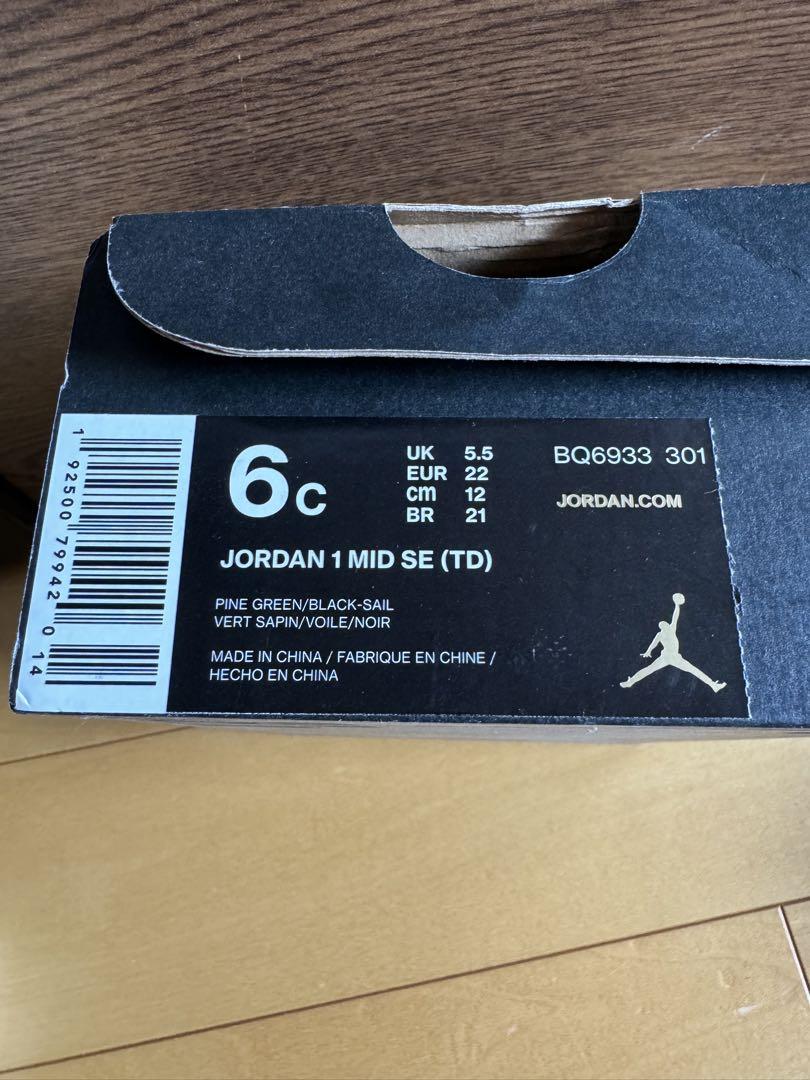 6C
UK 5.5
EUR 22
cm 12
BR 21
BQ6933 301
JORDAN.COM
JORDAN 1 MID SE (TD)
PINE GREEN/BLACK-SAIL
VERT SAPIN/VOILE/NOIR
MADE IN CHINA / FABRIQUE EN CHINE /
HECHO EN CHINA
1 92500 79942 0 14